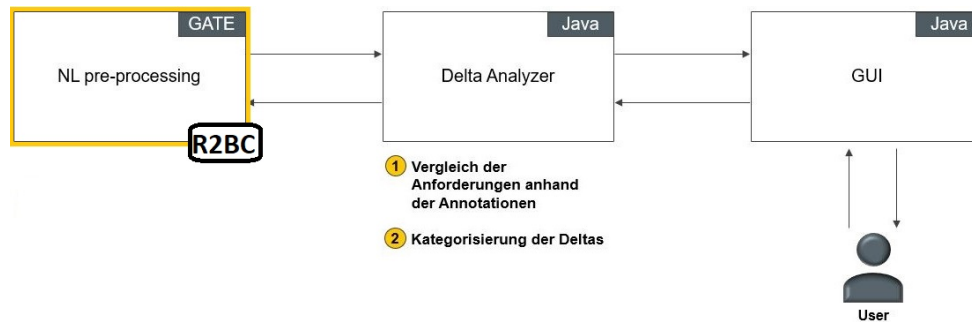 GATE
NL pre-processing
R2BC
Java
Delta Analyzer
Java
GUI
1 Vergleich der
Anforderungen anhand
der Annotationen
2 Kategorisierung der Deltas
User